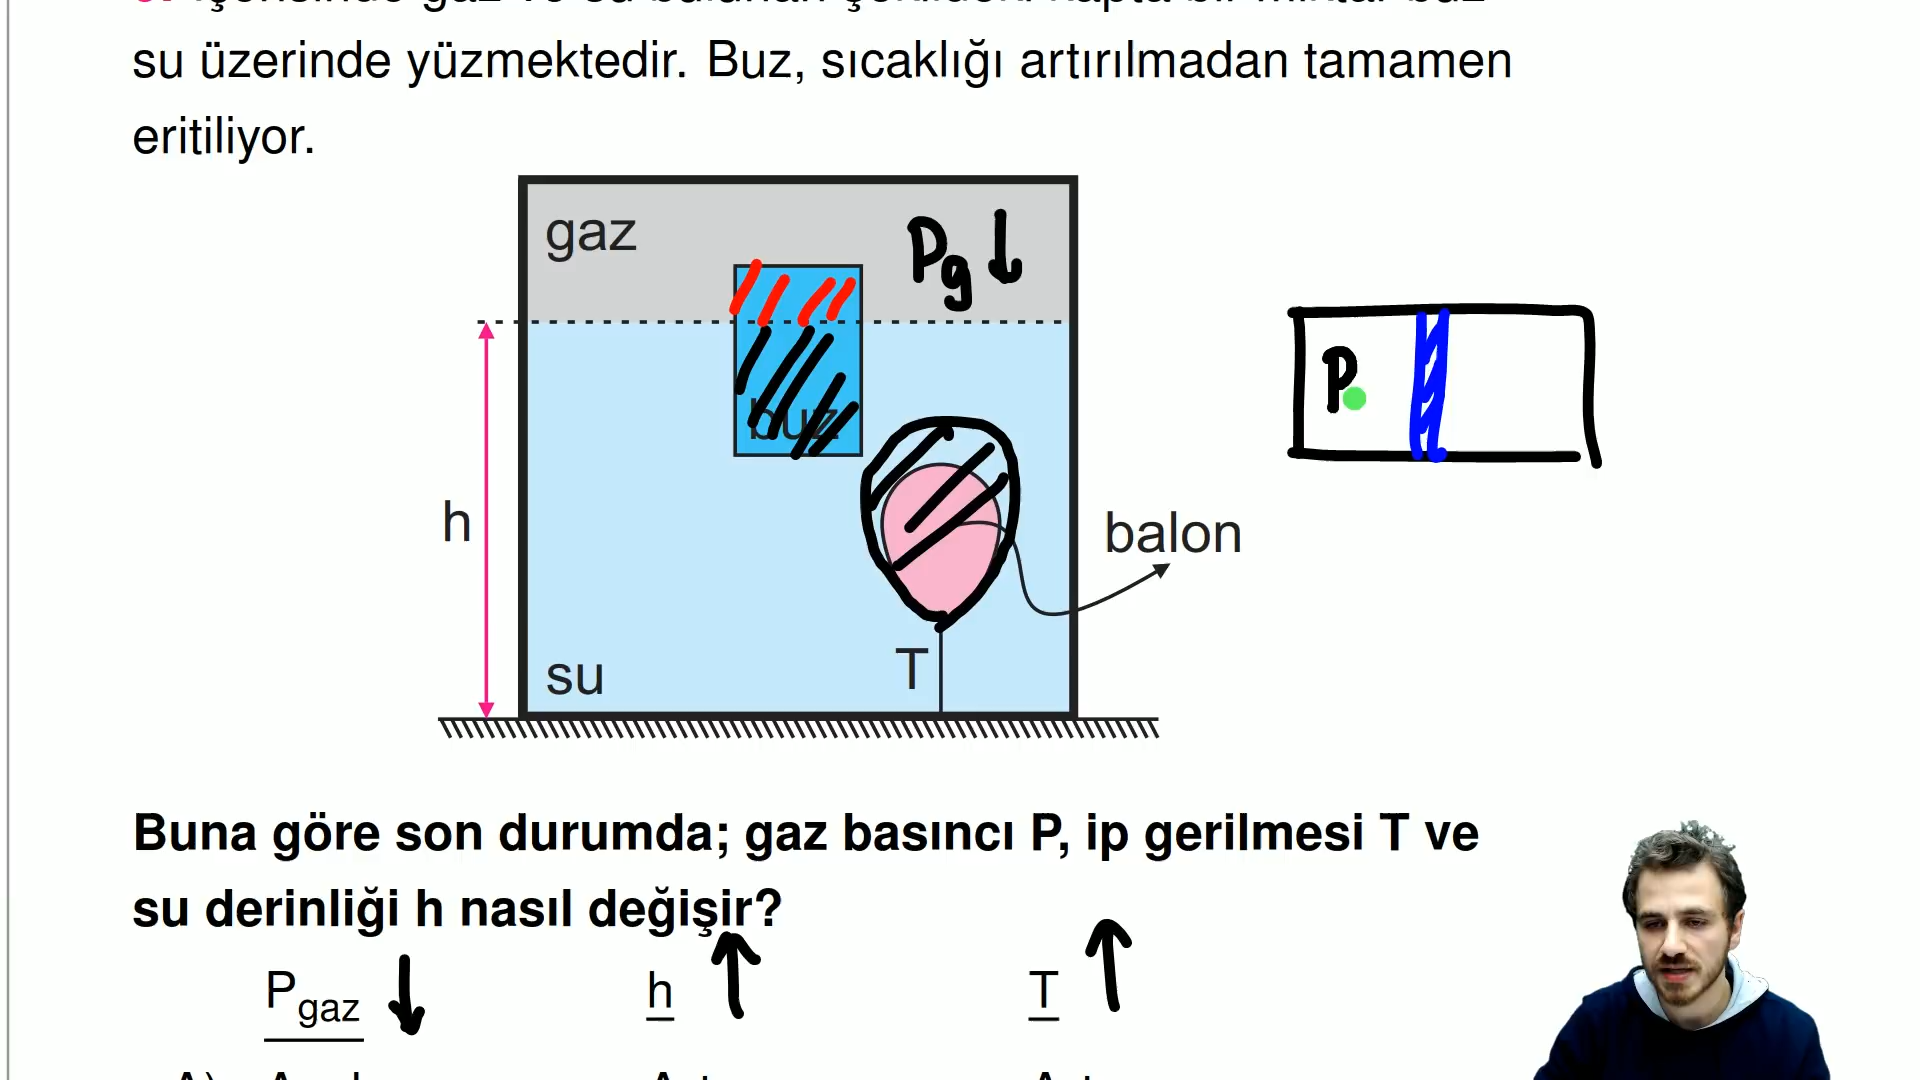 su üzerinde yüzmektedir. Buz, sıcaklığı artırılmadan tamamen
eritiliyor.
gaz
Pg
P
buz
balon
h
T
su
Buna göre son durumda; gaz basıncı P, ip gerilmesi T ve
su derinliği h nasıl değişir?
Pgaz h T